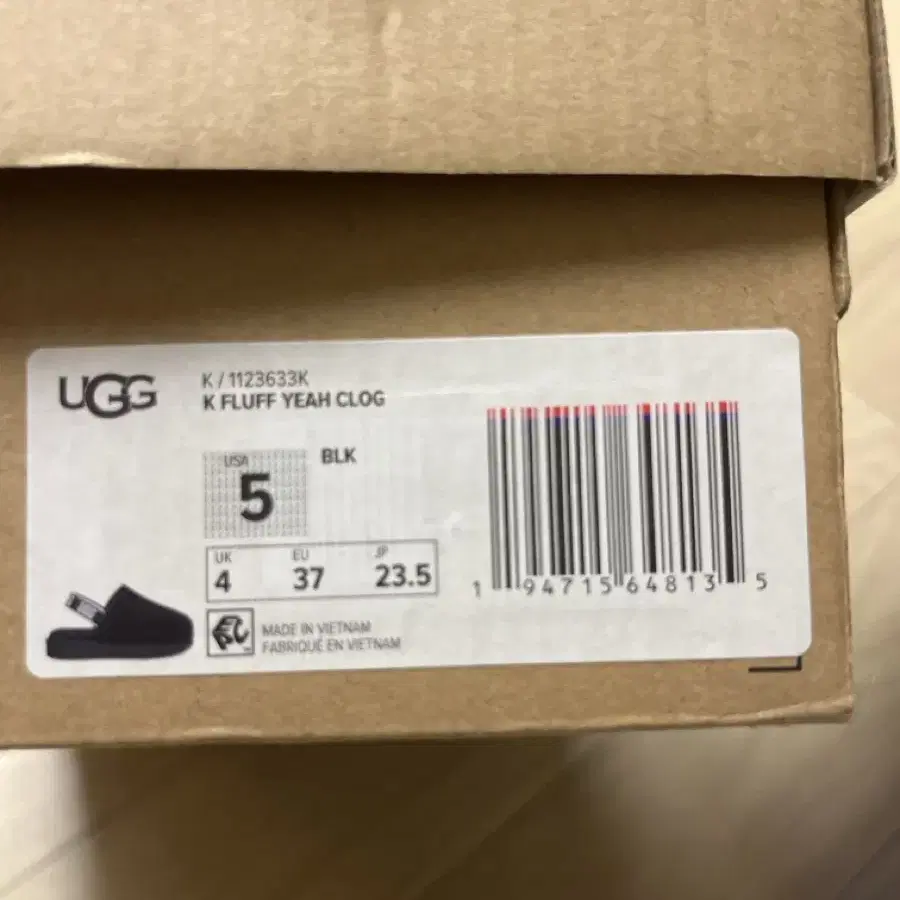 UGG
K / 1123633K
K FLUFF YEAH CLOG
USA
5
BLK
UK
4
EU
37
JP
23.5
MADE IN VIETNAM
FABRIQUÉ EN VIETNAM
1 94715 64813 5